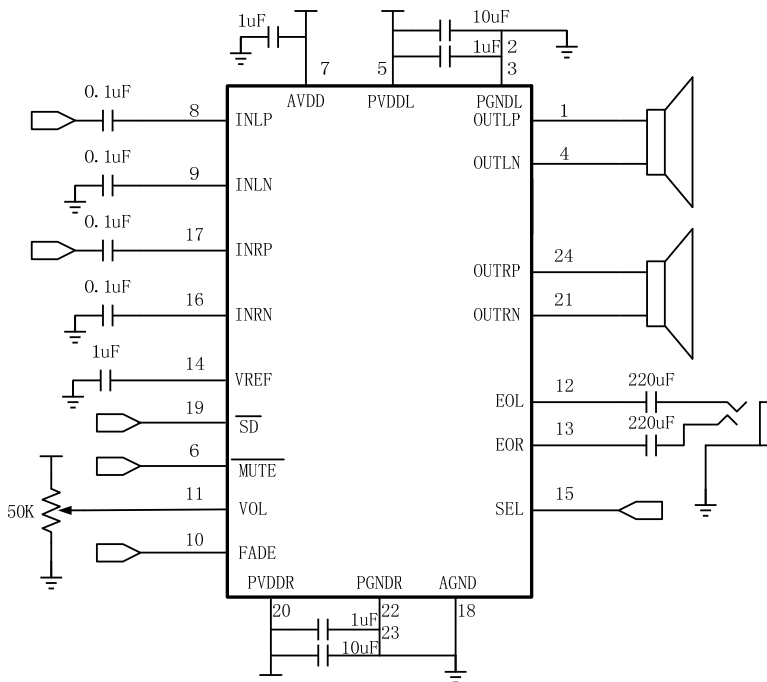 1uF
10uF
1uF
2
7
5
3
AVDD
PVDDL
PGNDL
0.1uF
8
INLP
OUTLP
1
0.1uF
9
INLN
OUTLN
4
0.1uF
17
INRP
OUTRP
24
0.1uF
16
INRN
OUTRN
21
1uF
14
VREF
EOL
12
220uF
19
SD
6
MUTE
EOR
13
220uF
50K
11
VOL
SEL
15
10
FADE
PVDDR
PGNDR
AGND
20
22
18
1uF
23
10uF